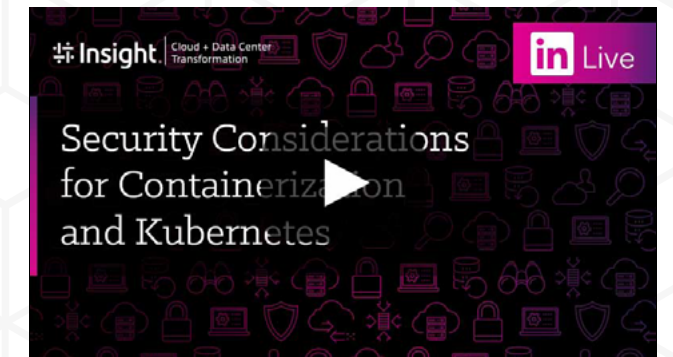 Insight.
Cloud + Data Center
Transformation
in Live
Security Considerations
for Containerization
and Kubernetes